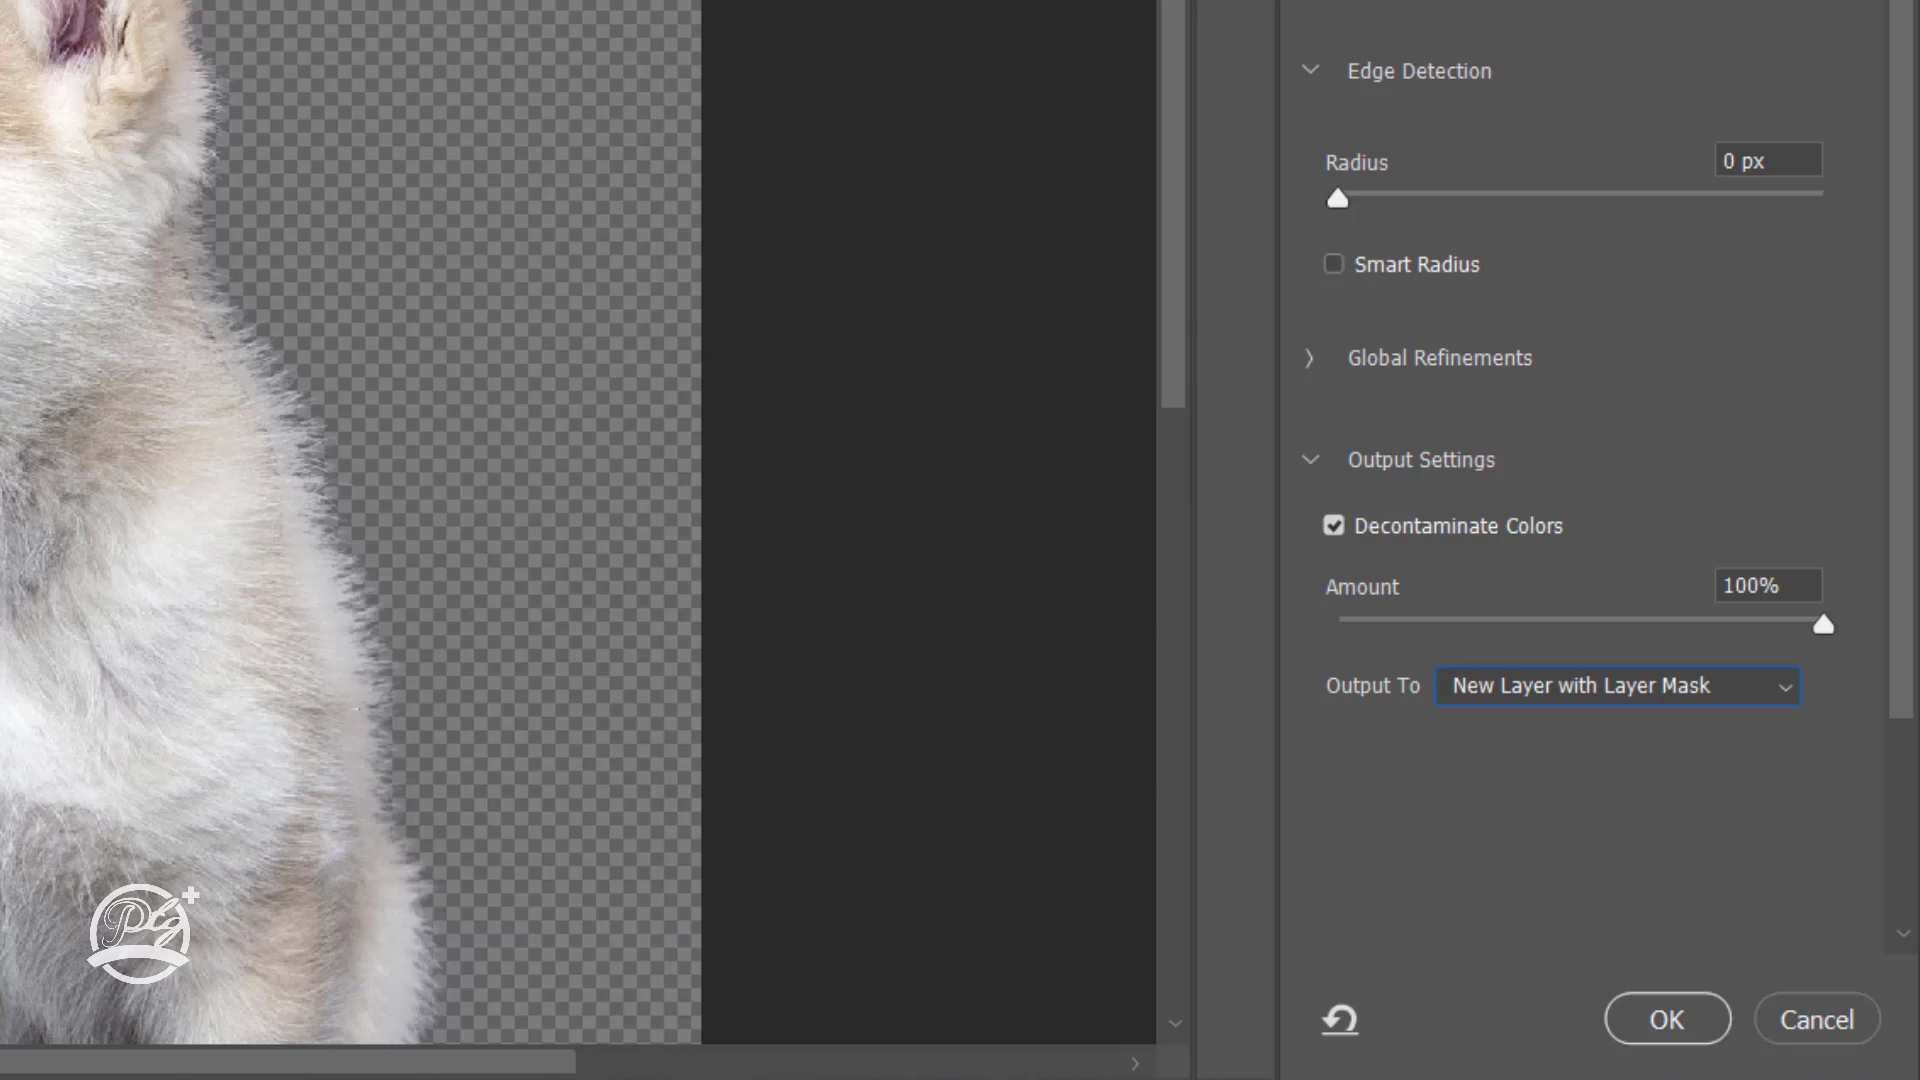 Edge Detection
Radius
0 px
Smart Radius
Global Refinements
Output Settings
Decontaminate Colors
Amount
100%
Output To
New Layer with Layer Mask
OK
Cancel
Ptg+